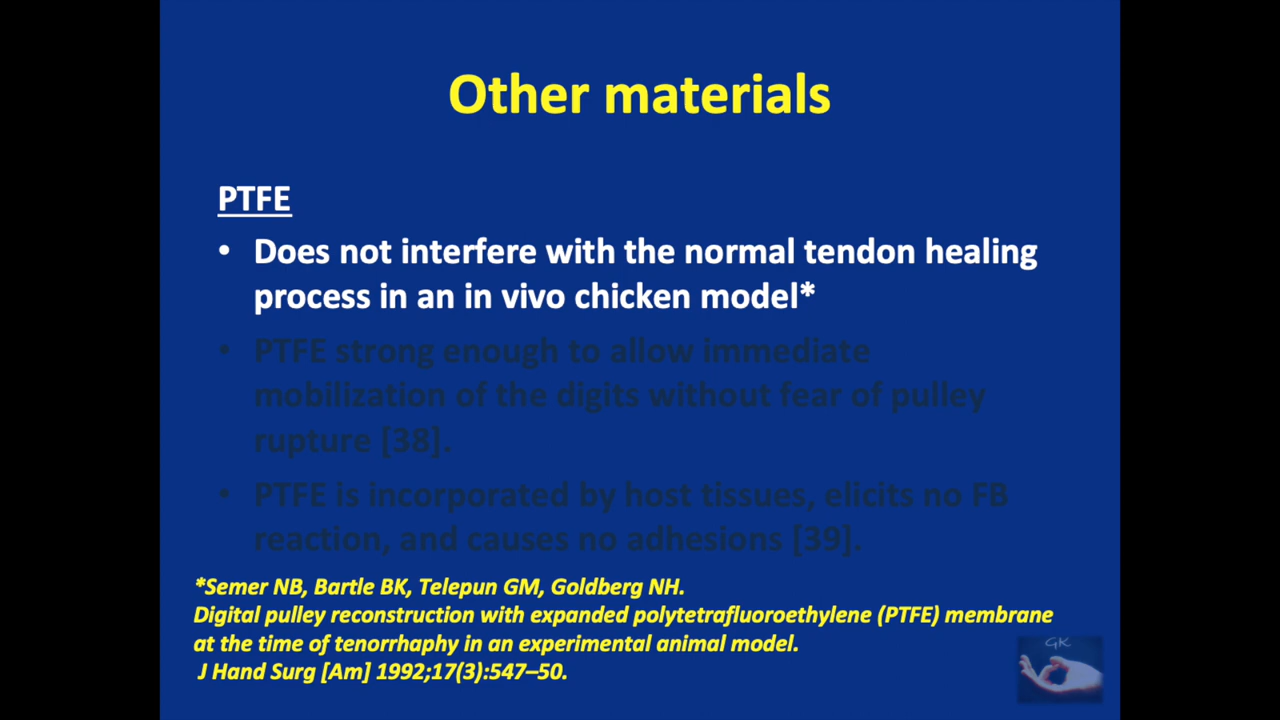 Other materials
PTFE
• Does not interfere with the normal tendon healing
process in an in vivo chicken model*
• PTFE strong enough to allow immediate
mobilization of the digits without fear of pulley
rupture [38].
• PTFE is incorporated by host tissues, elicits no FB
reaction, and causes no adhesions [39].
*Semer NB, Bartle BK, Telepun GM, Goldberg NH.
Digital pulley reconstruction with expanded polytetrafluoroethylene (PTFE) membrane
at the time of tenorrhaphy in an experimental animal model.
J Hand Surg [Am] 1992;17(3):547–50.
GK